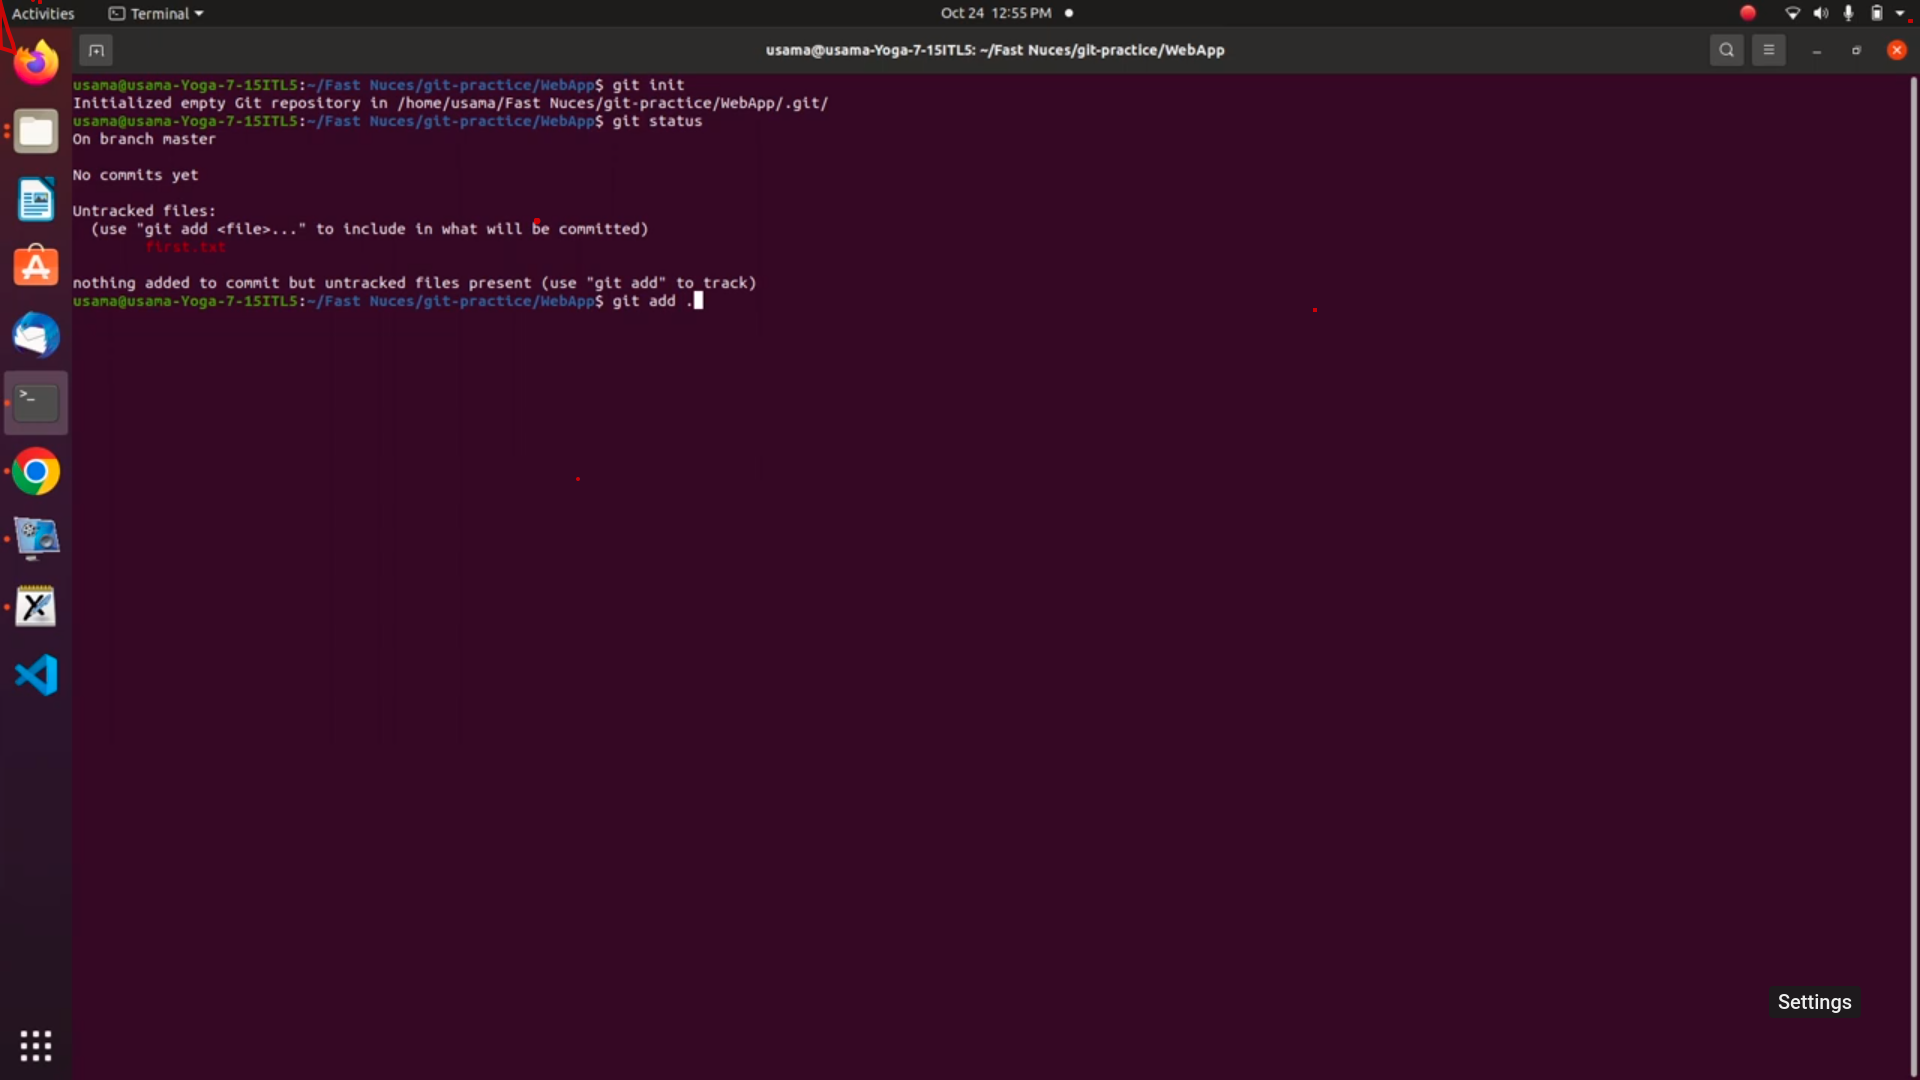 Activities
Terminal
Oct 24 12:55 PM
usama@usama-Yoga-7-15ITL5: ~/Fast Nuces/git-practice/WebApp
usama@usama-Yoga-7-15ITL5:~/Fast Nuces/git-practice/WebApp$ git init
Initialized empty Git repository in /home/usama/Fast Nuces/git-practice/WebApp/.git/
usama@usama-Yoga-7-15ITL5:~/Fast Nuces/git-practice/WebApp$ git status
On branch master
No commits yet
Untracked files:
(use "git add <file>..." to include in what will be committed)
first.txt
nothing added to commit but untracked files present (use "git add" to track)
usama@usama-Yoga-7-15ITL5:~/Fast Nuces/git-practice/WebApp$ git add .
Settings